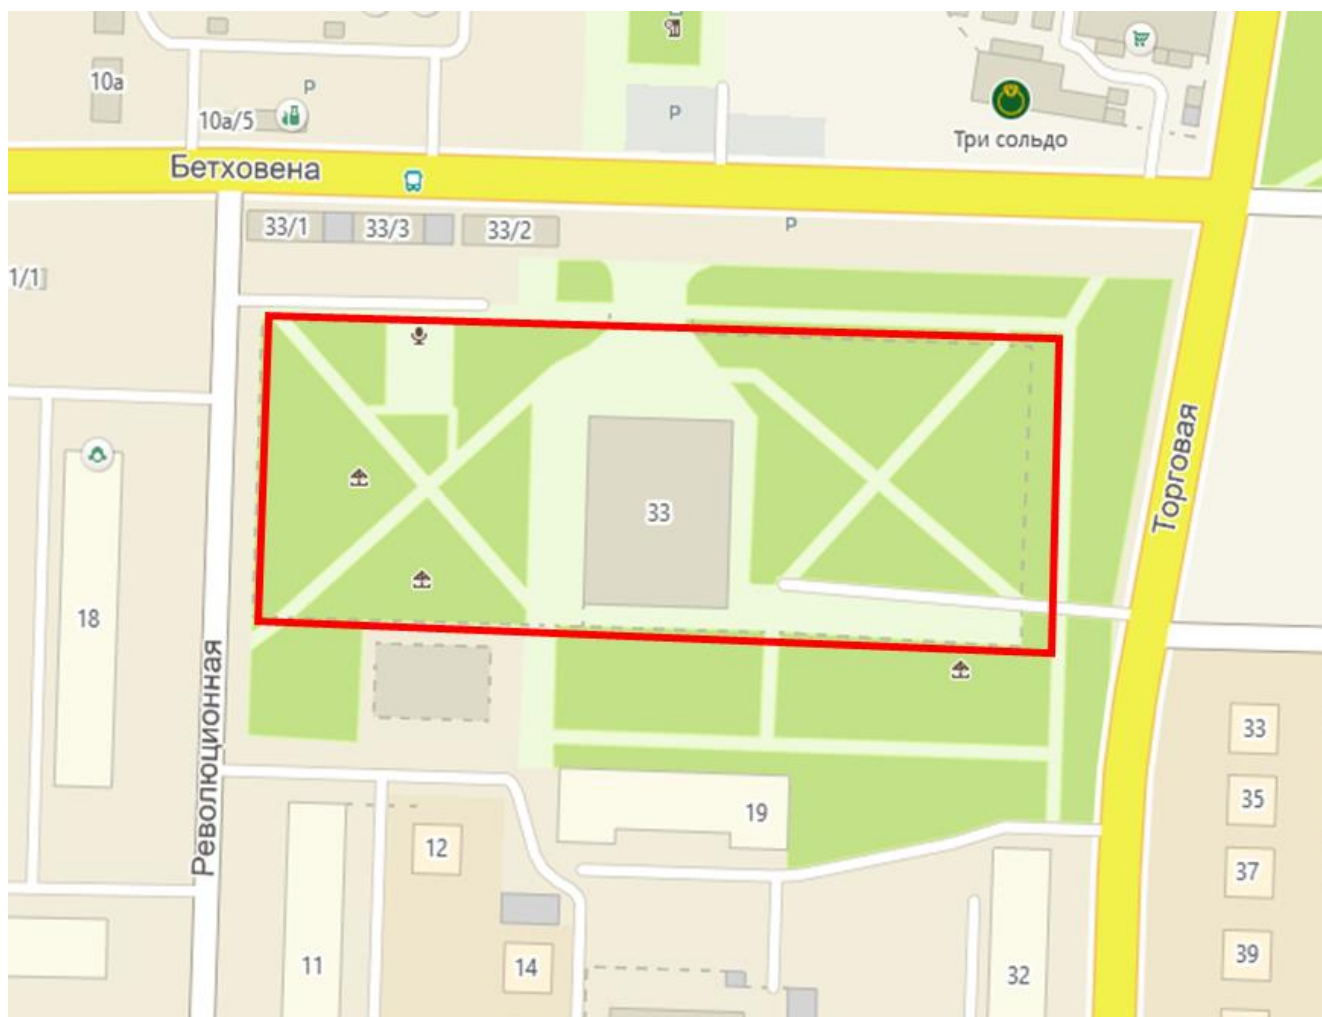 10а
P
10а/5
P
Три сольдо
Бетховена
33/1
33/3
33/2
P
1/1
33
Торговая
18
Революционная
33
19
35
12
37
11
14
32
39